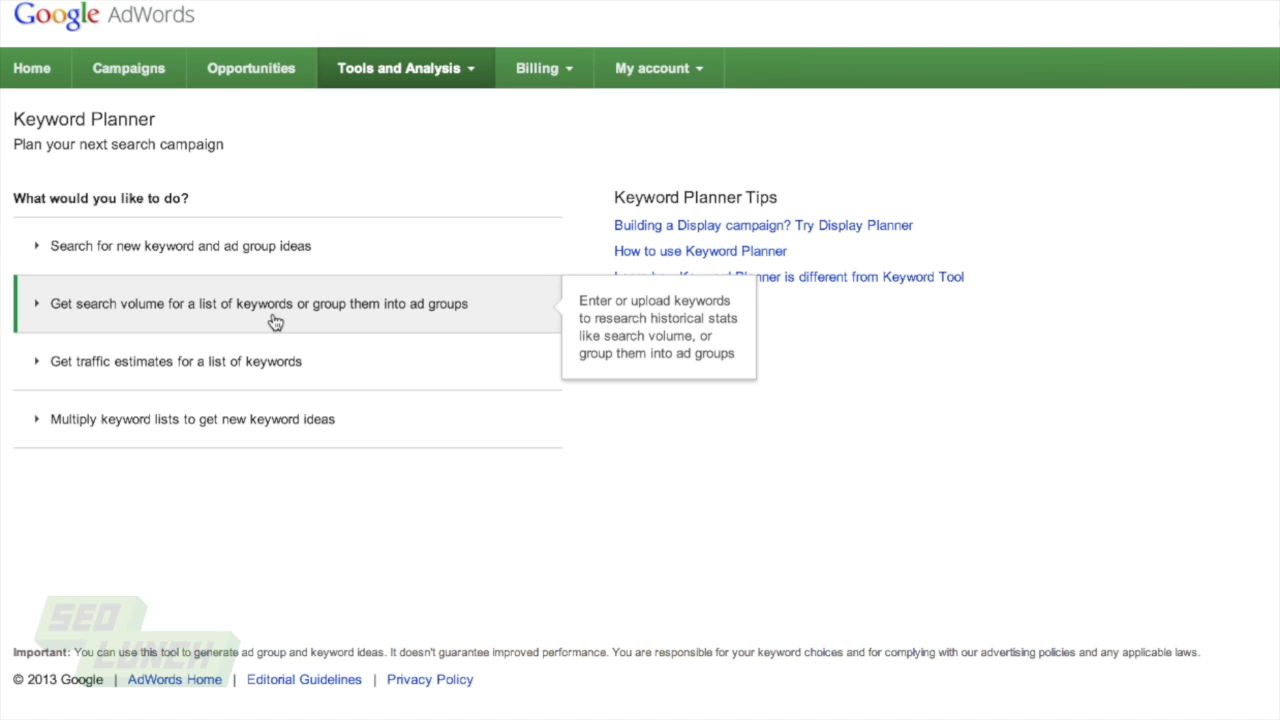 Google AdWords
Home Campaigns Opportunities Tools and Analysis Billing My account
Keyword Planner
Plan your next search campaign
What would you like to do?
Search for new keyword and ad group ideas
Get search volume for a list of keywords or group them into ad groups
Get traffic estimates for a list of keywords
Multiply keyword lists to get new keyword ideas
Keyword Planner Tips
Building a Display campaign? Try Display Planner
How to use Keyword Planner
is different from Keyword Tool
Enter or upload keywords
to research historical stats
like search volume, or
group them into ad groups
SEO
LUNCH
Important: You can use this tool to generate ad group and keyword ideas. It doesn't guarantee improved performance. You are responsible for your keyword choices and for complying with our advertising policies and any applicable laws.
© 2013 Google | AdWords Home | Editorial Guidelines | Privacy Policy